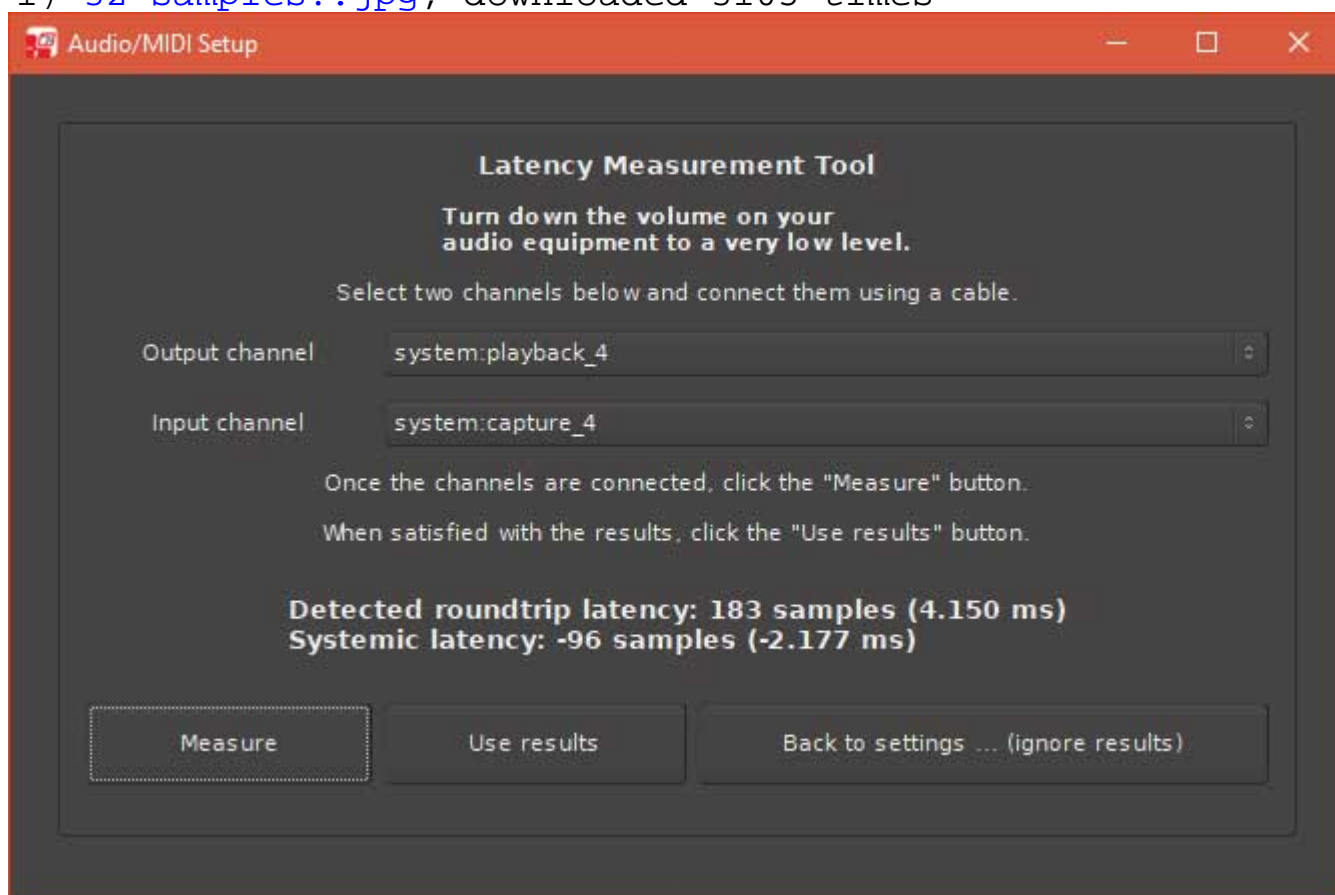 Audio/MIDI Setup
Latency Measurement Tool
Turn down the volume on your
audio equipment to a very low level.
Select two channels below and connect them using a cable.
Output channel system:playback_4
Input channel system:capture_4
Once the channels are connected, click the "Measure" button.
When satisfied with the results, click the "Use results" button.
Detected roundtrip latency: 183 samples (4.150 ms)
Systemic latency: -96 samples (-2.177 ms)
Measure Use results Back to settings ... (ignore results)